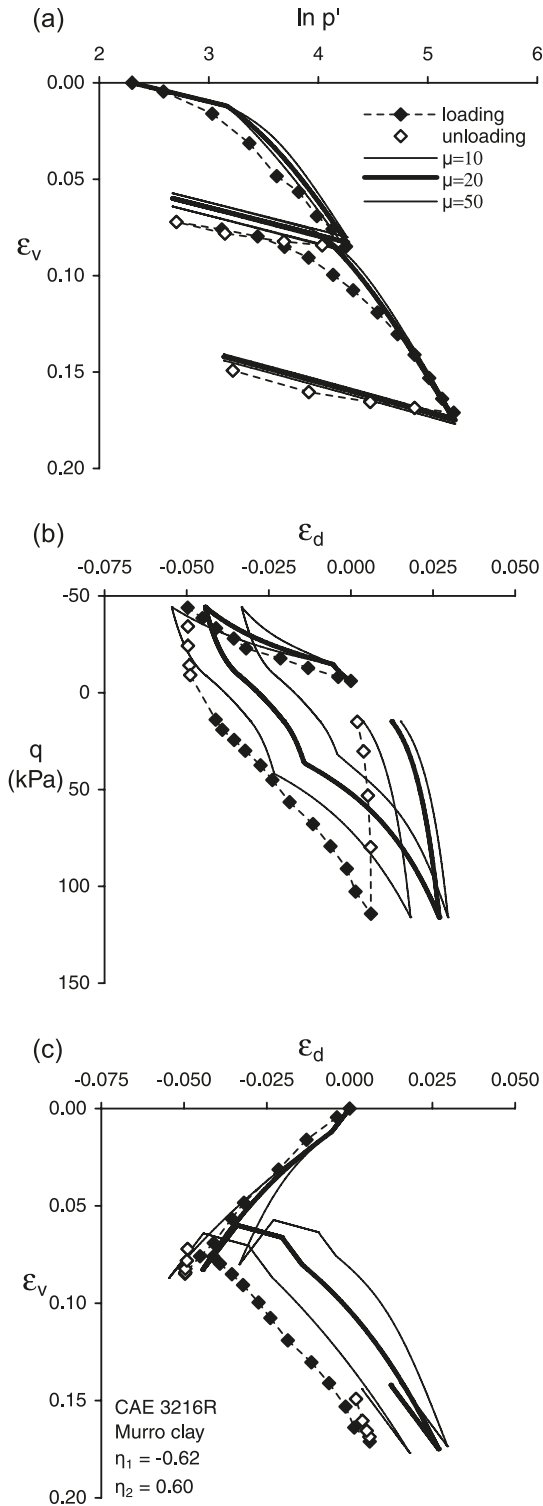 (a)
ln p'
2 3 4 5 6
0.00
0.05
0.10
0.15
0.20
εv
loading
unloading
μ=10
μ=20
μ=50
(b)
εd
-0.075 -0.050 -0.025 0.000 0.025 0.050
-50
0
50
100
150
q
(kPa)
(c)
εd
-0.075 -0.050 -0.025 0.000 0.025 0.050
0.00
0.05
0.10
0.15
0.20
εv
CAE 3216R
Murro clay
η1 = -0.62
η2 = 0.60